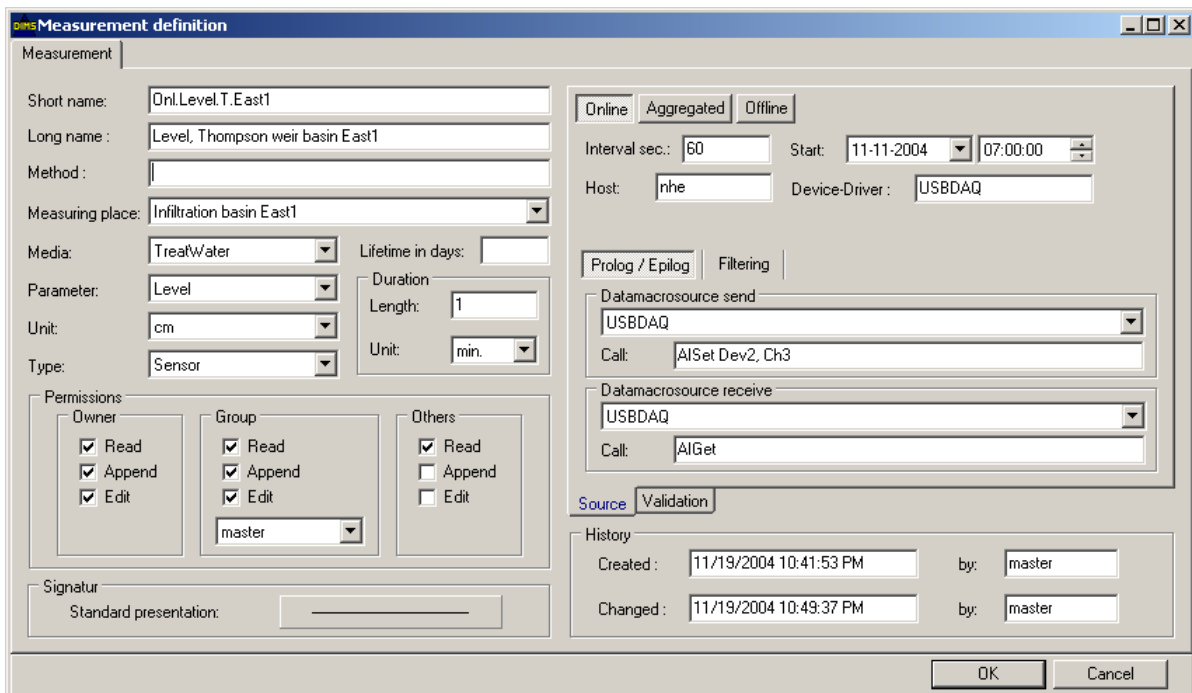 DIMS Measurement definition
Measurement
Short name: Onl.Level.T.East1
Long name : Level, Thompson weir basin East1
Method :
Measuring place: Infiltration basin East1
Media: TreatWater Lifetime in days:
Parameter: Level
Unit: cm
Type: Sensor
Duration
Length: 1
Unit: min.
Permissions
Owner
Read
Append
Edit
Group
Read
Append
Edit
master
Others
Read
Append
Edit
Signatur
Standard presentation:
Online Aggregated Offline
Interval sec.: 60 Start: 11-11-2004 07:00:00
Host: nhe Device-Driver : USBDAQ
Prolog / Epilog Filtering
Datamacrosource send
USBDAQ
Call: AISet Dev2, Ch3
Datamacrosource receive
USBDAQ
Call: AIGet
Source Validation
History
Created : 11/19/2004 10:41:53 PM by: master
Changed : 11/19/2004 10:49:37 PM by: master
OK Cancel